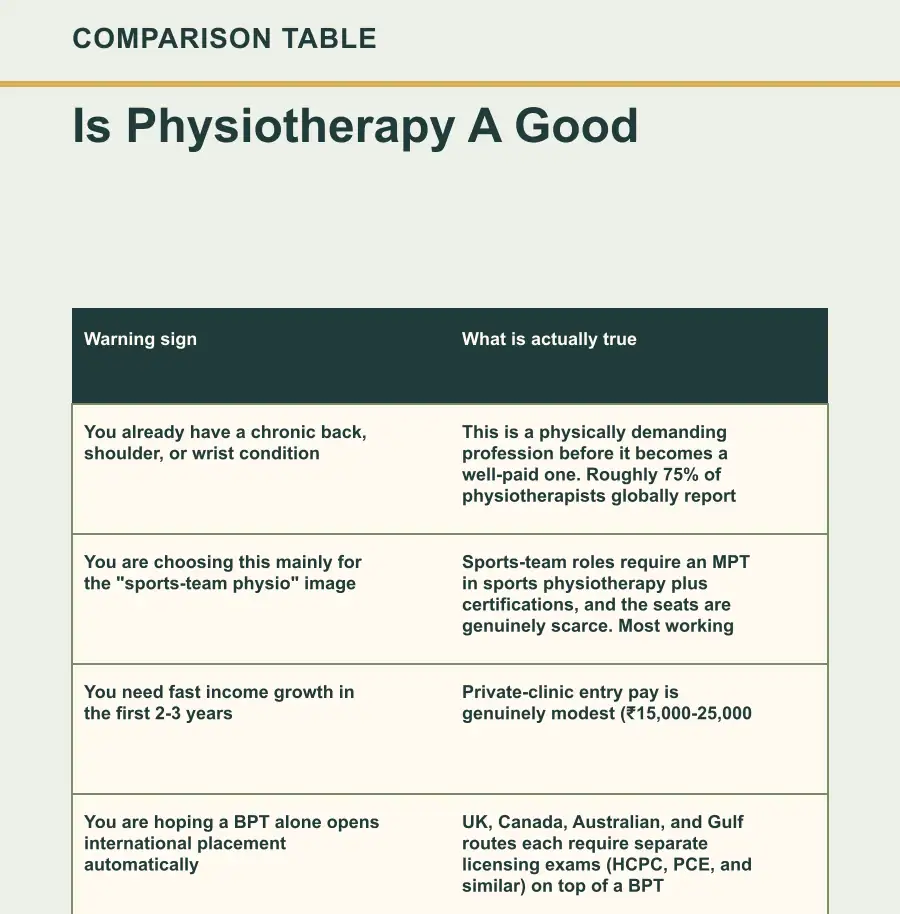 COMPARISON TABLE
Is Physiotherapy A Good
Warning sign
What is actually true
You already have a chronic back,
shoulder, or wrist condition
This is a physically demanding
profession before it becomes a
well-paid one. Roughly 75% of
physiotherapists globally report
You are choosing this mainly for
the "sports-team physio" image
Sports-team roles require an MPT
in sports physiotherapy plus
certifications, and the seats are
genuinely scarce. Most working
You need fast income growth in
the first 2-3 years
Private-clinic entry pay is
genuinely modest (₹15,000-25,000
You are hoping a BPT alone opens
international placement
automatically
UK, Canada, Australian, and Gulf
routes each require separate
licensing exams (HCPC, PCE, and
similar) on top of a BPT